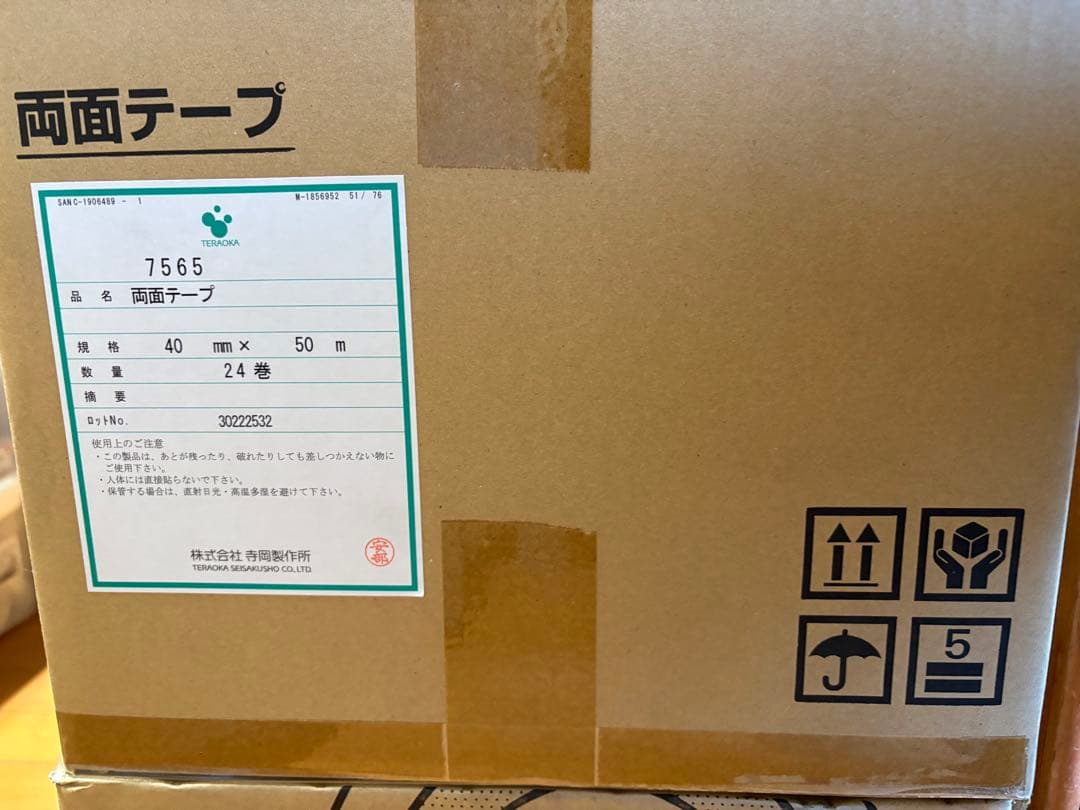 両面テープ
SANC-1906489 - 1 M-1856952 51/ 76
TERAOKA
7565
品 名 両面テープ
規 格 40 mm× 50 m
数 量 24 巻
摘 要
ロットNo. 30222532
使用上のご注意
・この製品は、あとが残ったり、破れたりしても差しつかえない物に
ご使用下さい。
・人体には直接貼らないで下さい。
・保管する場合は、直射日光・高温多湿を避けて下さい。
株式会社 寺岡製作所
TERAOKA SEISAKUSHO CO., LTD.
安部
5